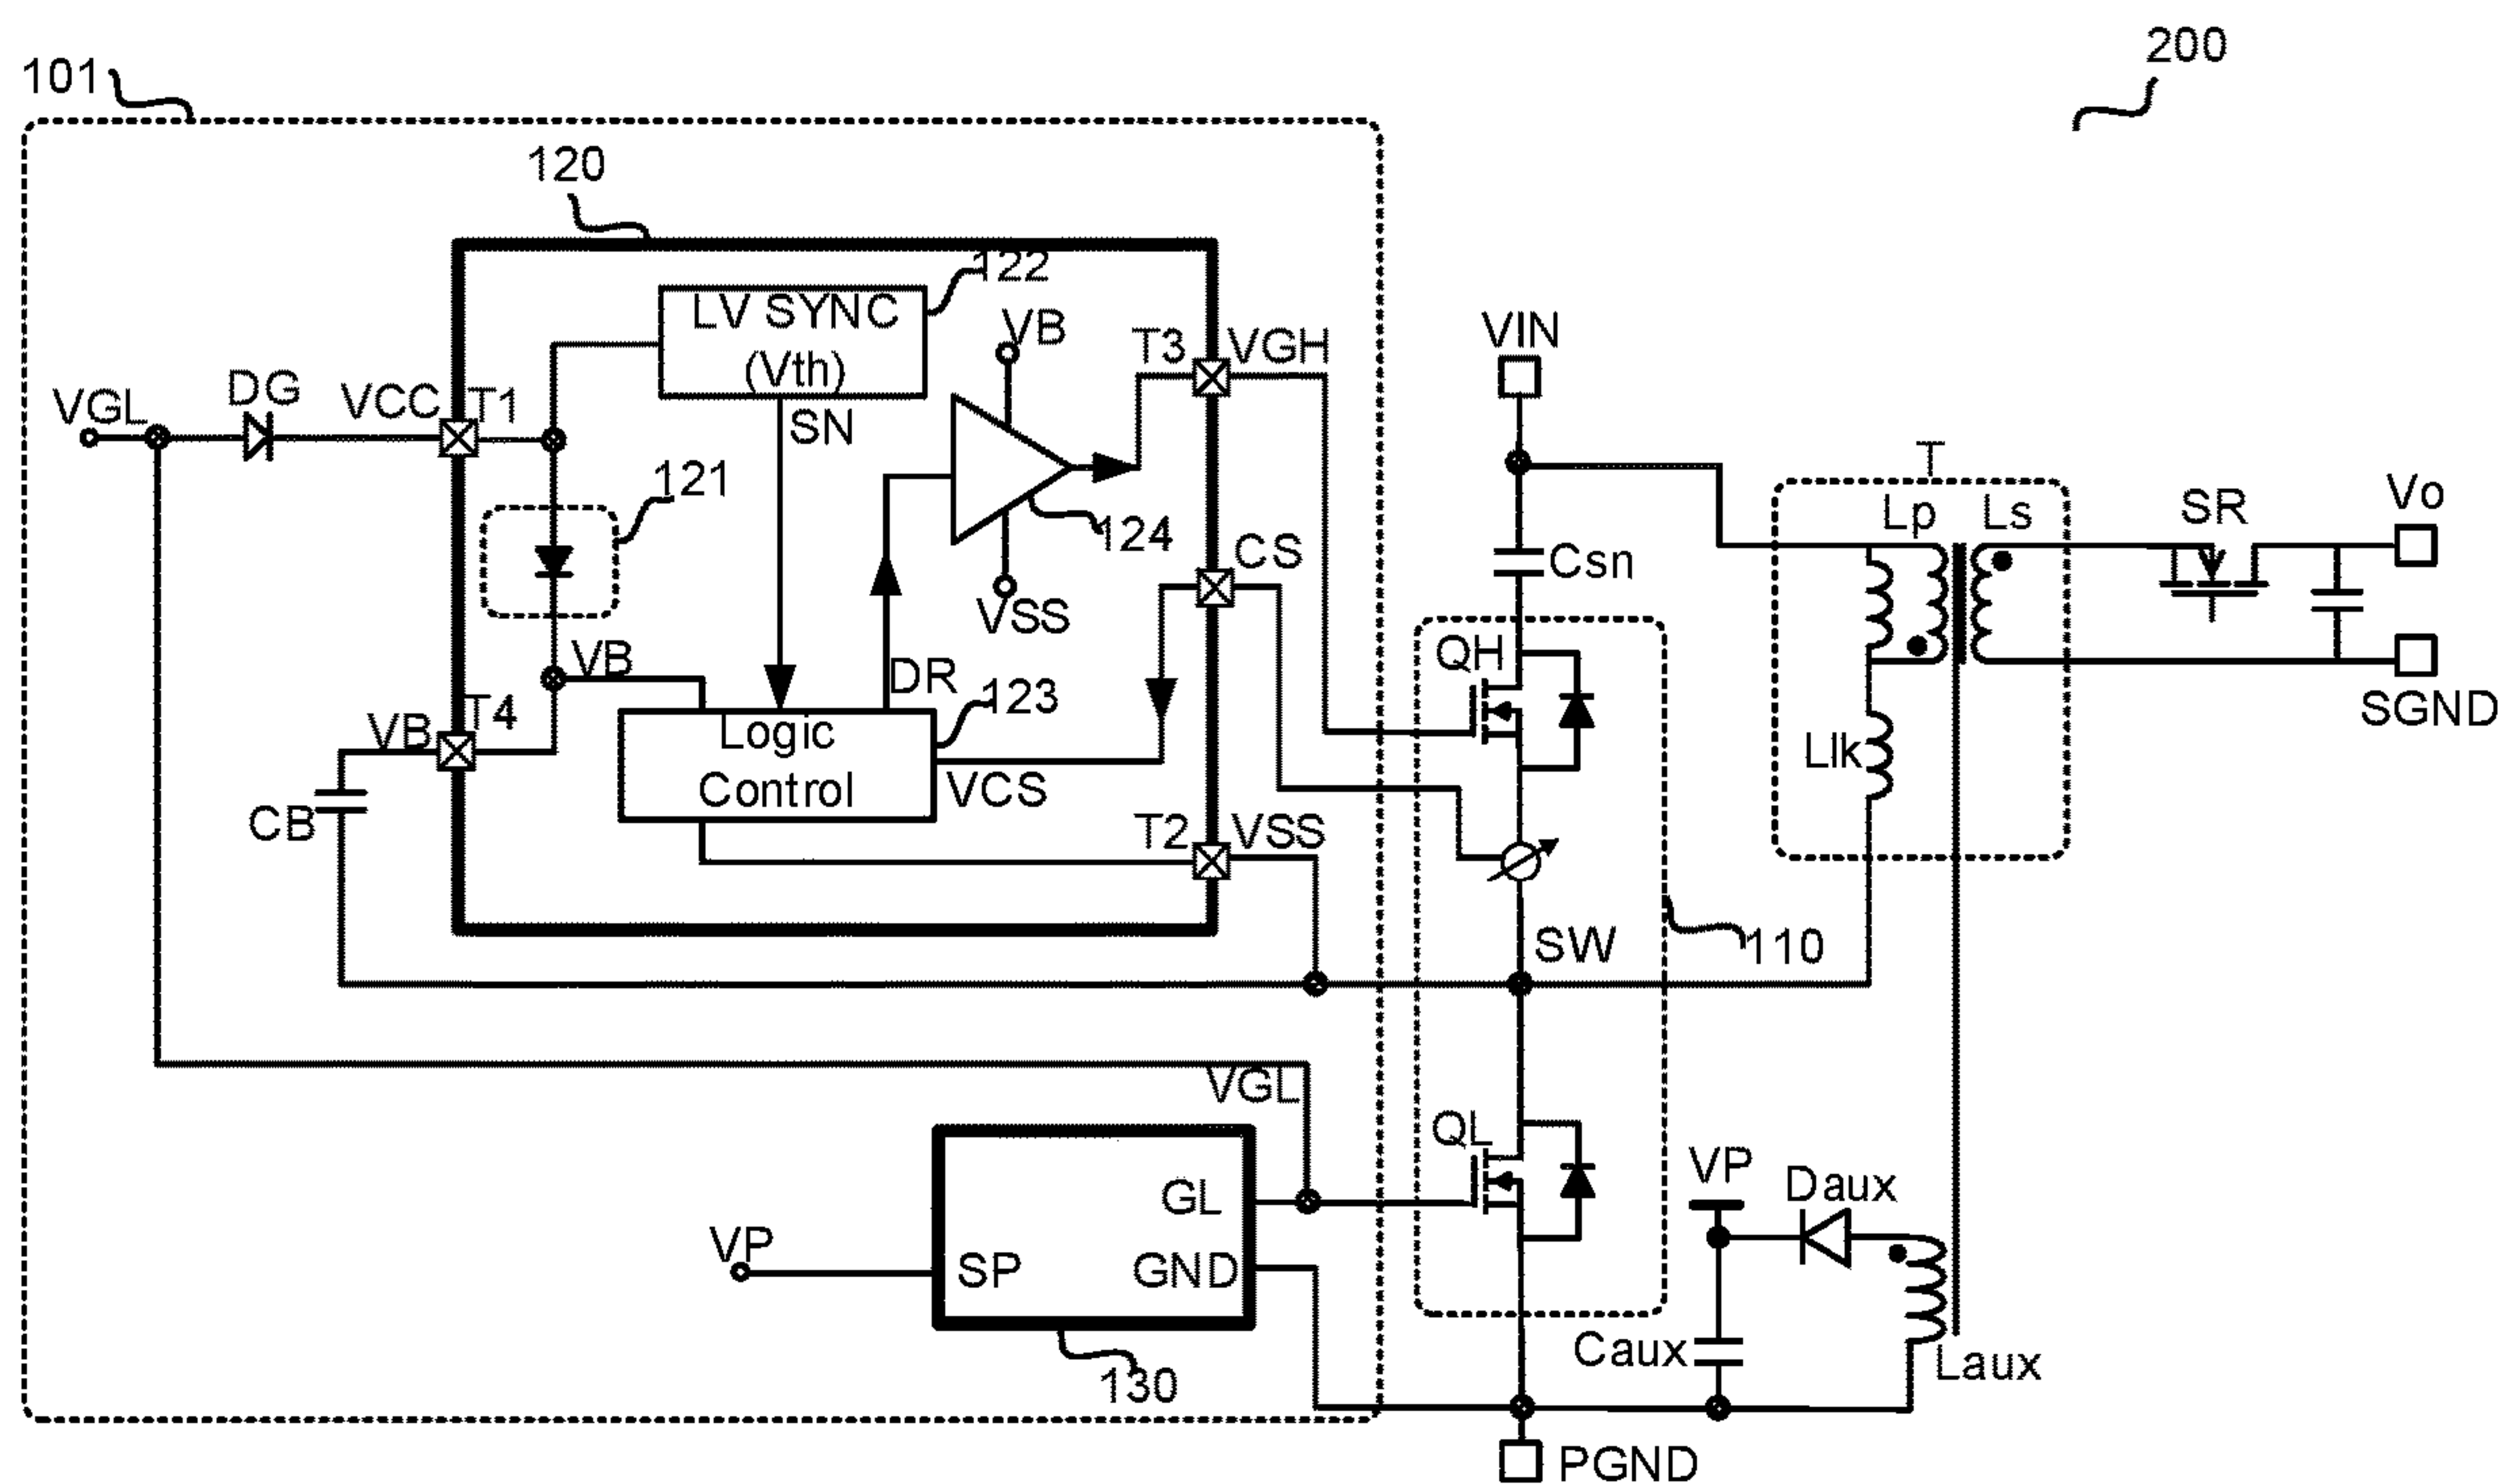 200
101
120
122
LV SYNC
(Vth)
VB
T3
VGH
VIN
DG
VCC
T1
VGL
SN
T
121
124
CS
Csn
Lp
Ls
SR
Vo
VSS
VB
DR
123
QH
SGND
VB
T4
Logic
Control
VCS
Llk
CB
T2
VSS
SW
110
VGL
QL
VP
Daux
GL
VP
SP
GND
Caux
Laux
130
PGND